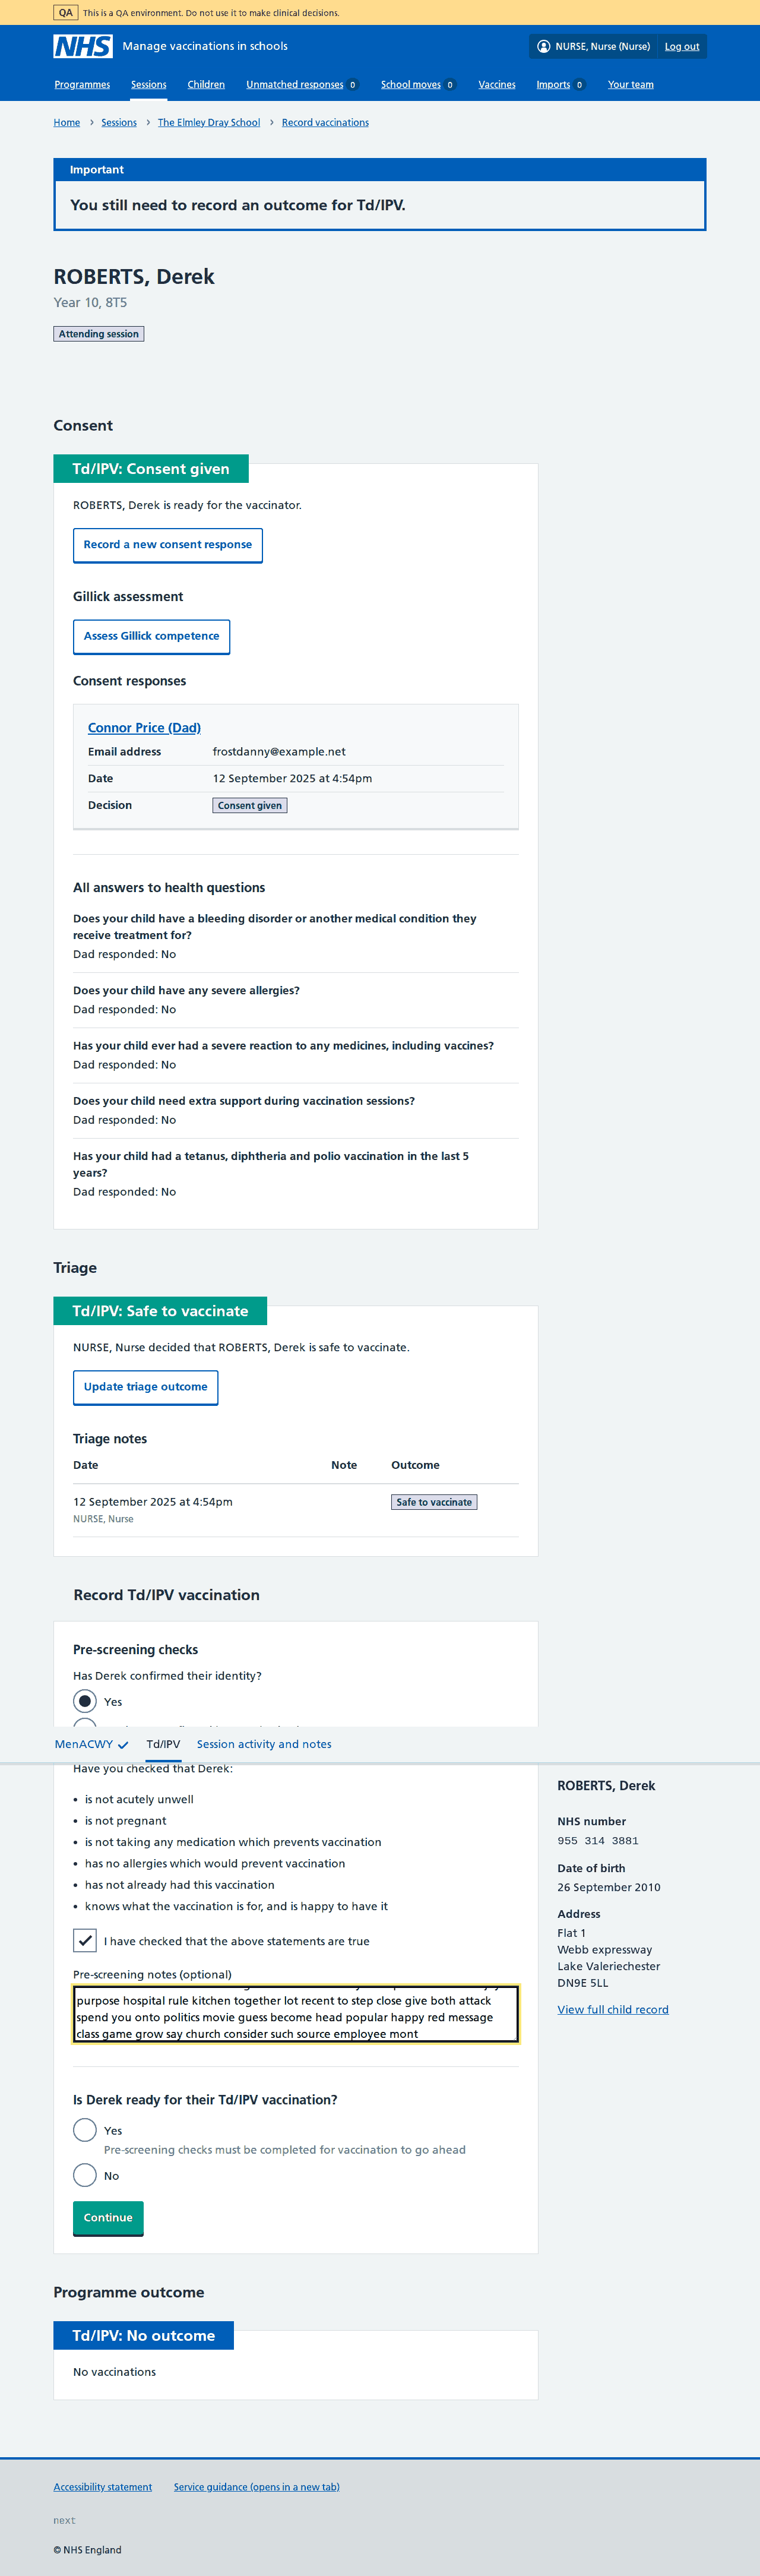 QA This is a QA environment. Do not use it to make clinical decisions.
NHS Manage vaccinations in schools NURSE, Nurse (Nurse) Log out
Programmes Sessions Children Unmatched responses 0 School moves 0 Vaccines Imports 0 Your team
Home › Sessions › The Elmley Dray School › Record vaccinations
Important
You still need to record an outcome for Td/IPV.
ROBERTS, Derek
Year 10, 8T5
Attending session
Consent
Td/IPV: Consent given
ROBERTS, Derek is ready for the vaccinator.
Record a new consent response
Gillick assessment
Assess Gillick competence
Consent responses
Connor Price (Dad)
Email address frostdanny@example.net
Date 12 September 2025 at 4:54pm
Decision Consent given
All answers to health questions
Does your child have a bleeding disorder or another medical condition they
receive treatment for?
Dad responded: No
Does your child have any severe allergies?
Dad responded: No
Has your child ever had a severe reaction to any medicines, including vaccines?
Dad responded: No
Does your child need extra support during vaccination sessions?
Dad responded: No
Has your child had a tetanus, diphtheria and polio vaccination in the last 5
years?
Dad responded: No
Triage
Td/IPV: Safe to vaccinate
NURSE, Nurse decided that ROBERTS, Derek is safe to vaccinate.
Update triage outcome
Triage notes
Date Note Outcome
12 September 2025 at 4:54pm Safe to vaccinate
NURSE, Nurse
Record Td/IPV vaccination
Pre-screening checks
Has Derek confirmed their identity?
Yes
MenACWY Td/IPV Session activity and notes
Have you checked that Derek:
is not acutely unwell
is not pregnant
is not taking any medication which prevents vaccination
has no allergies which would prevent vaccination
has not already had this vaccination
knows what the vaccination is for, and is happy to have it
I have checked that the above statements are true
Pre-screening notes (optional)
purpose hospital rule kitchen together lot recent to step close give both attack
spend you onto politics movie guess become head popular happy red message
class game grow say church consider such source employee mont
Is Derek ready for their Td/IPV vaccination?
Yes
Pre-screening checks must be completed for vaccination to go ahead
No
Continue
ROBERTS, Derek
NHS number
955 314 3881
Date of birth
26 September 2010
Address
Flat 1
Webb expressway
Lake Valeriechester
DN9E 5LL
View full child record
Programme outcome
Td/IPV: No outcome
No vaccinations
Accessibility statement Service guidance (opens in a new tab)
next
© NHS England